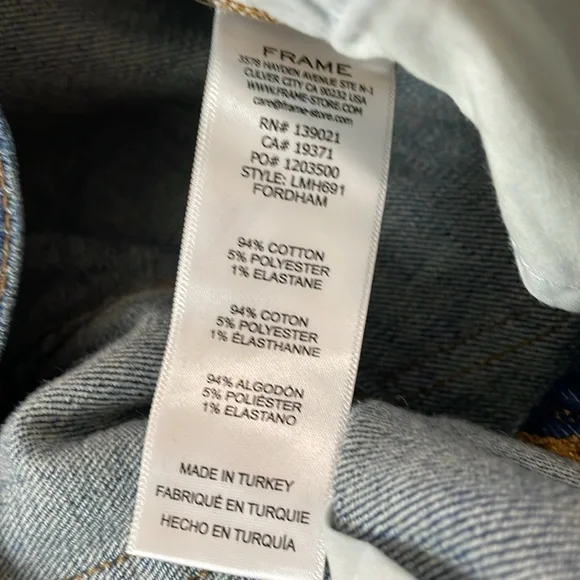 FRAME
3578 HAYDEN AVENUE STE N-1
CULVER CITY CA 90232 USA
WWW.FRAME-STORE.COM
care@frame-store.com
RN# 139021
CA# 19371
PO# 1203500
STYLE: LMH691
FORDHAM
94% COTTON
5% POLYESTER
1% ELASTANE
94% COTON
5% POLYESTER
1% ÉLASTHANNE
94% ALGODÓN
5% POLIÉSTER
1% ELASTANO
MADE IN TURKEY
FABRIQUÉ EN TURQUIE
HECHO EN TURQUÍA